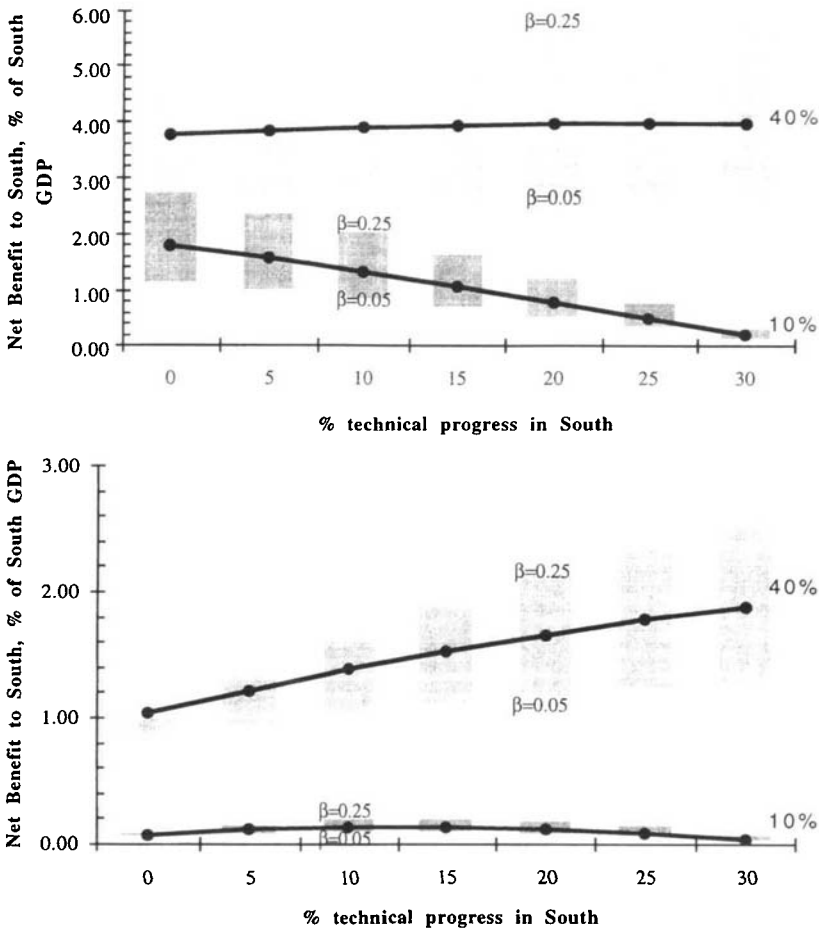 6.00
β=0.25
5.00
4.00
40%
3.00
β=0.05
β=0.25
2.00
1.00
β=0.05
10%
0.00
Net Benefit to South, % of South
GDP
0 5 10 15 20 25 30
% technical progress in South
3.00
β=0.25
40%
2.00
β=0.05
1.00
β=0.25
10%
β=0.05
0.00
Net Benefit to South, % of South GDP
0 5 10 15 20 25 30
% technical progress in South